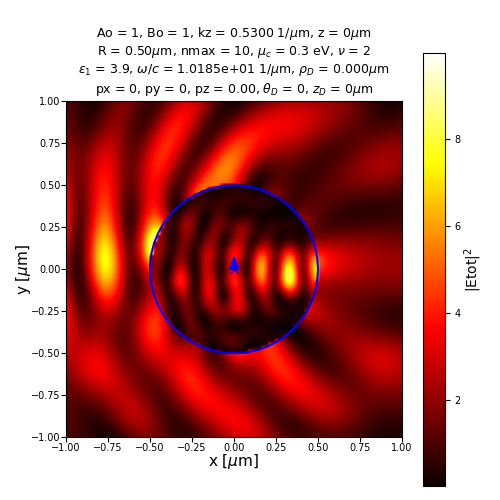 Ao = 1, Bo = 1, kz = 0.5300 1/μm, z = 0μm
R = 0.50μm, nmax = 10, μ_c = 0.3 eV, ν = 2
ε₁ = 3.9, ω/c = 1.0185e+01 1/μm, ρ_D = 0.000μm
px = 0, py = 0, pz = 0.00, θ_D = 0, z_D = 0μm
1.00
0.75
0.50
0.25
0.00
−0.25
−0.50
−0.75
−1.00
y [μm]
−1.00 −0.75 −0.50 −0.25 0.00 0.25 0.50 0.75 1.00
x [μm]
8
6
4
2
|Etot|²